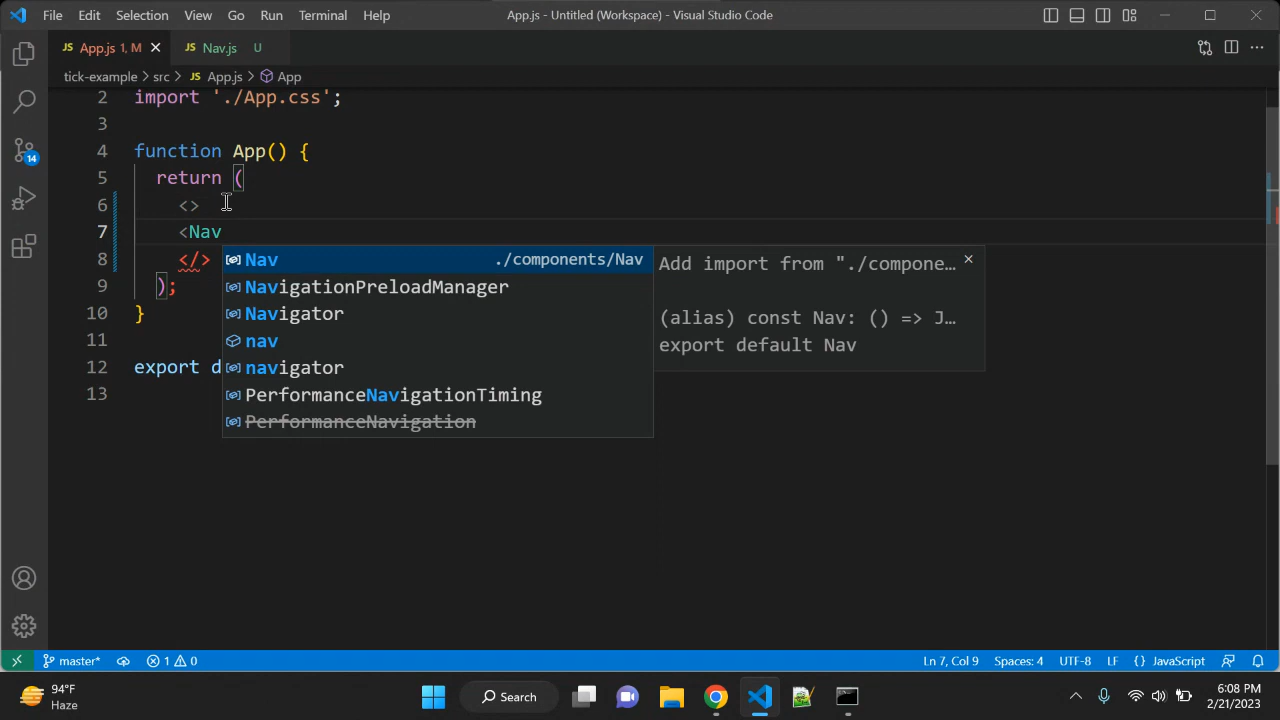 File Edit Selection View Go Run Terminal Help App.js - Untitled (Workspace) - Visual Studio Code
JS App.js 1, M JS Nav.js U
tick-example > src > JS App.js > App
2 import './App.css';
3
4 function App() {
5 return (
6 <>
7 <Nav
8 </>
9 );
10 }
11
12 export d
13
Nav ./components/Nav
NavigationPreloadManager
Navigator
nav
navigator
PerformanceNavigationTiming
PerformanceNavigation
Add import from "./compone…
(alias) const Nav: () => J…
export default Nav
14
master* 1 0 Ln 7, Col 9 Spaces: 4 UTF-8 LF {} JavaScript
94°F
Haze
Search
6:08 PM
2/21/2023